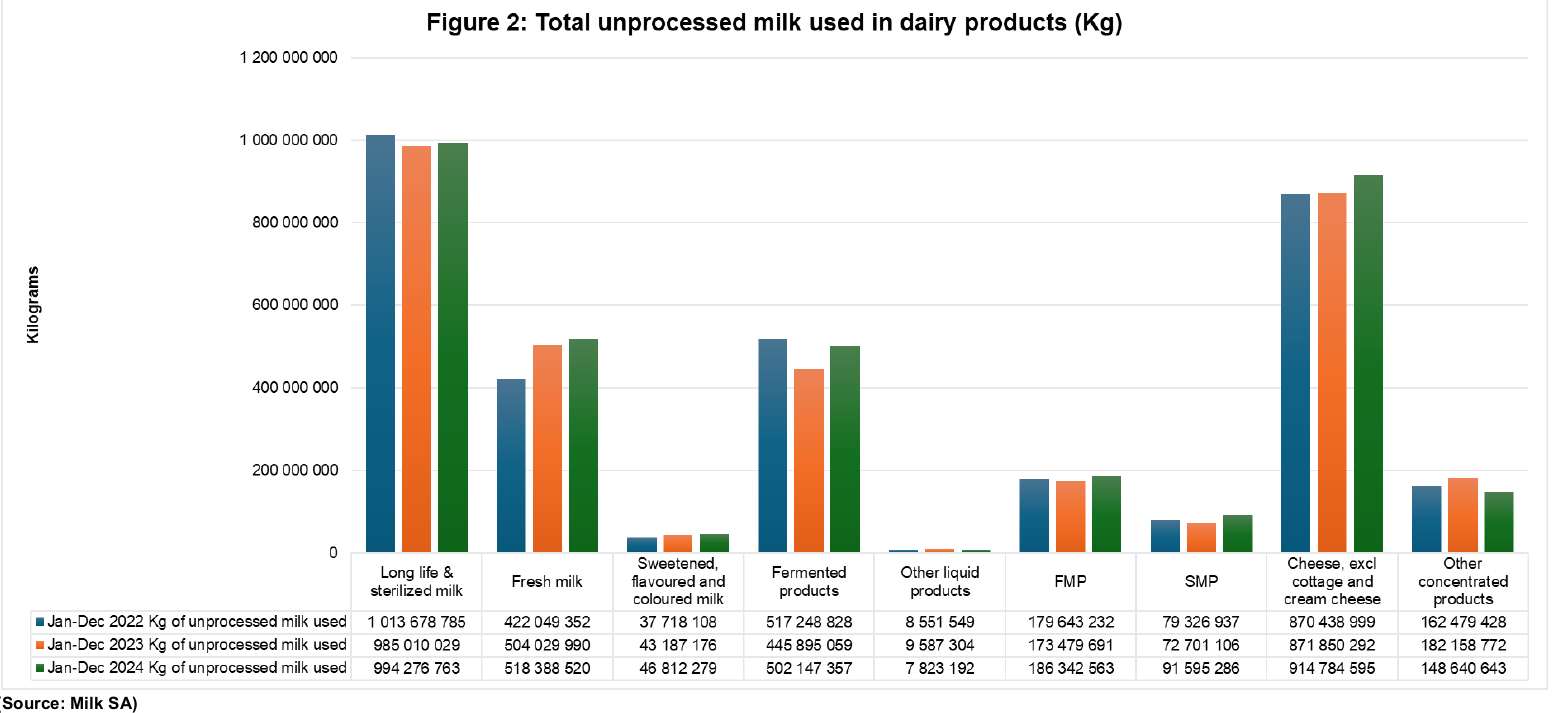 Figure 2: Total unprocessed milk used in dairy products (Kg)
1 200 000 000
1 000 000 000
800 000 000
600 000 000
400 000 000
200 000 000
0
Kilograms
Long life &
sterilized milk
Fresh milk
Sweetened,
flavoured and
coloured milk
Fermented
products
Other liquid
products
FMP
SMP
Cheese, excl
cottage and
cream cheese
Other
concentrated
products
Jan-Dec 2022 Kg of unprocessed milk used 1 013 678 785 422 049 352 37 718 108 517 248 828 8 551 549 179 643 232 79 326 937 870 438 999 162 479 428
Jan-Dec 2023 Kg of unprocessed milk used 985 010 029 504 029 990 43 187 176 445 895 059 9 587 304 173 479 691 72 701 106 871 850 292 182 158 772
Jan-Dec 2024 Kg of unprocessed milk used 994 276 763 518 388 520 46 812 279 502 147 357 7 823 192 186 342 563 91 595 286 914 784 595 148 640 643
(Source: Milk SA)